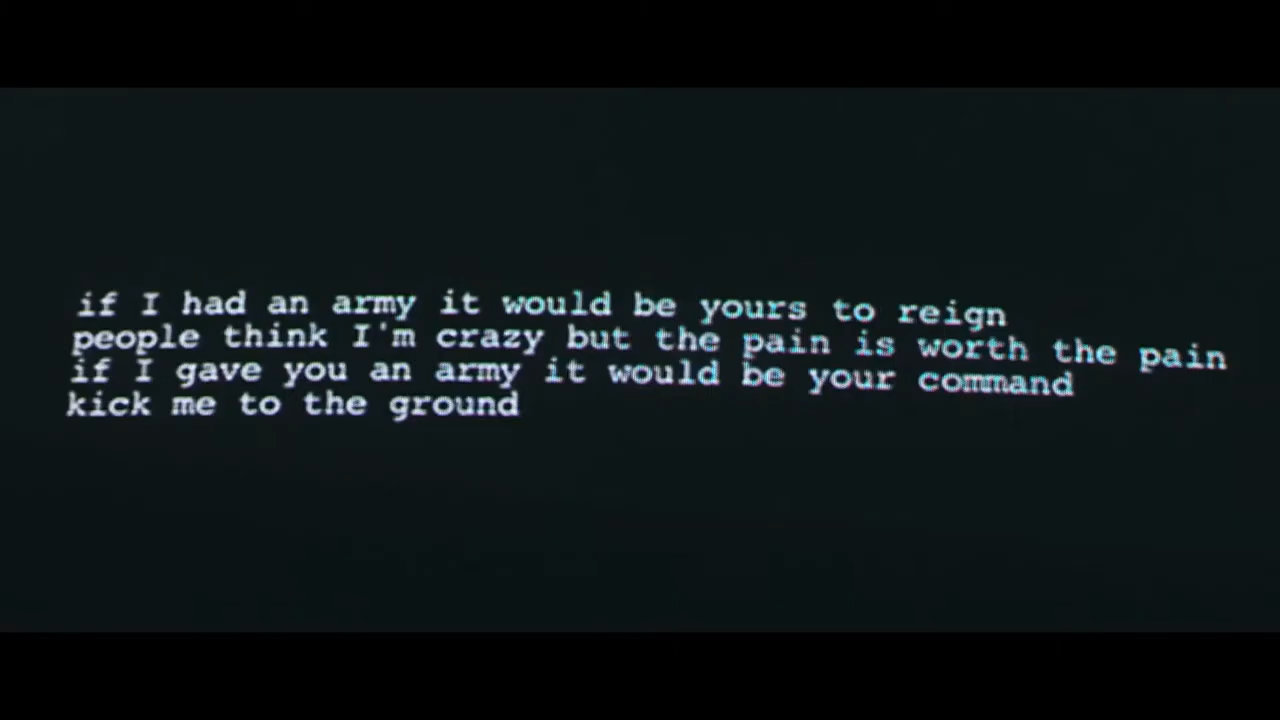 if I had an army it would be yours to reign
people think I'm crazy but the pain is worth the pain
if I gave you an army it would be your command
kick me to the ground